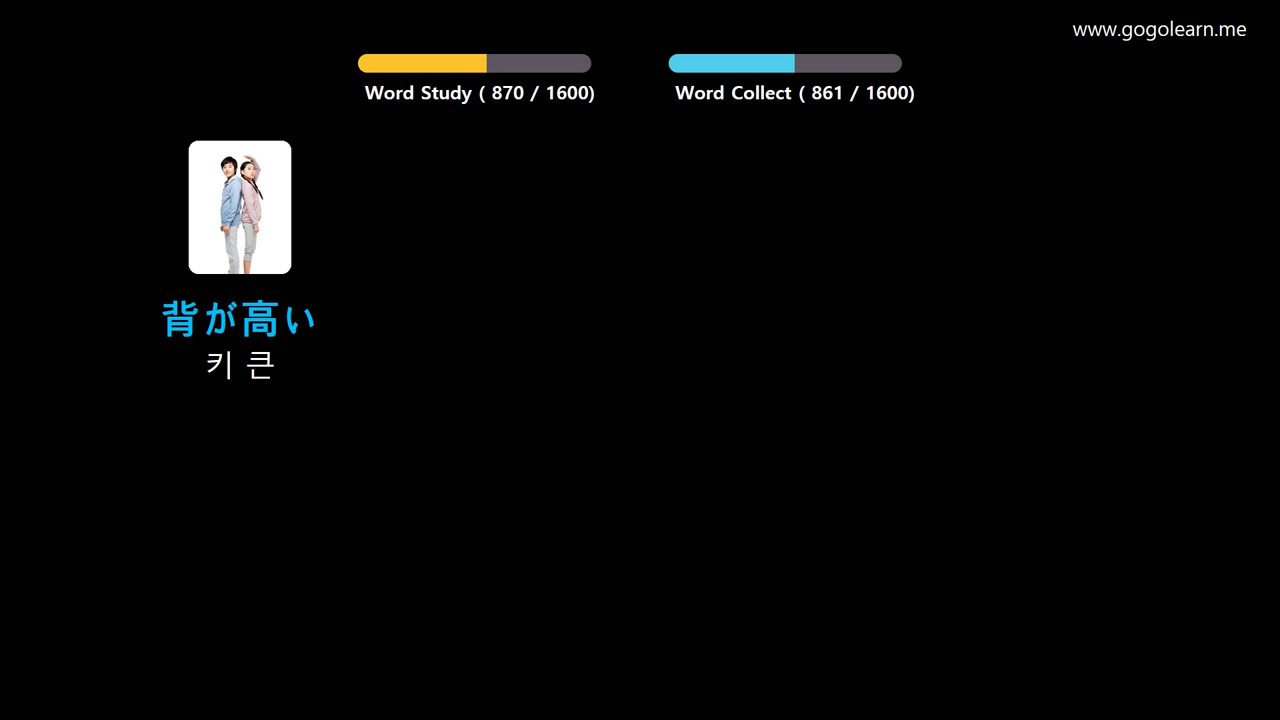 www.gogolearn.me
Word Study ( 870 / 1600)
Word Collect ( 861 / 1600)
背が高い
키 큰